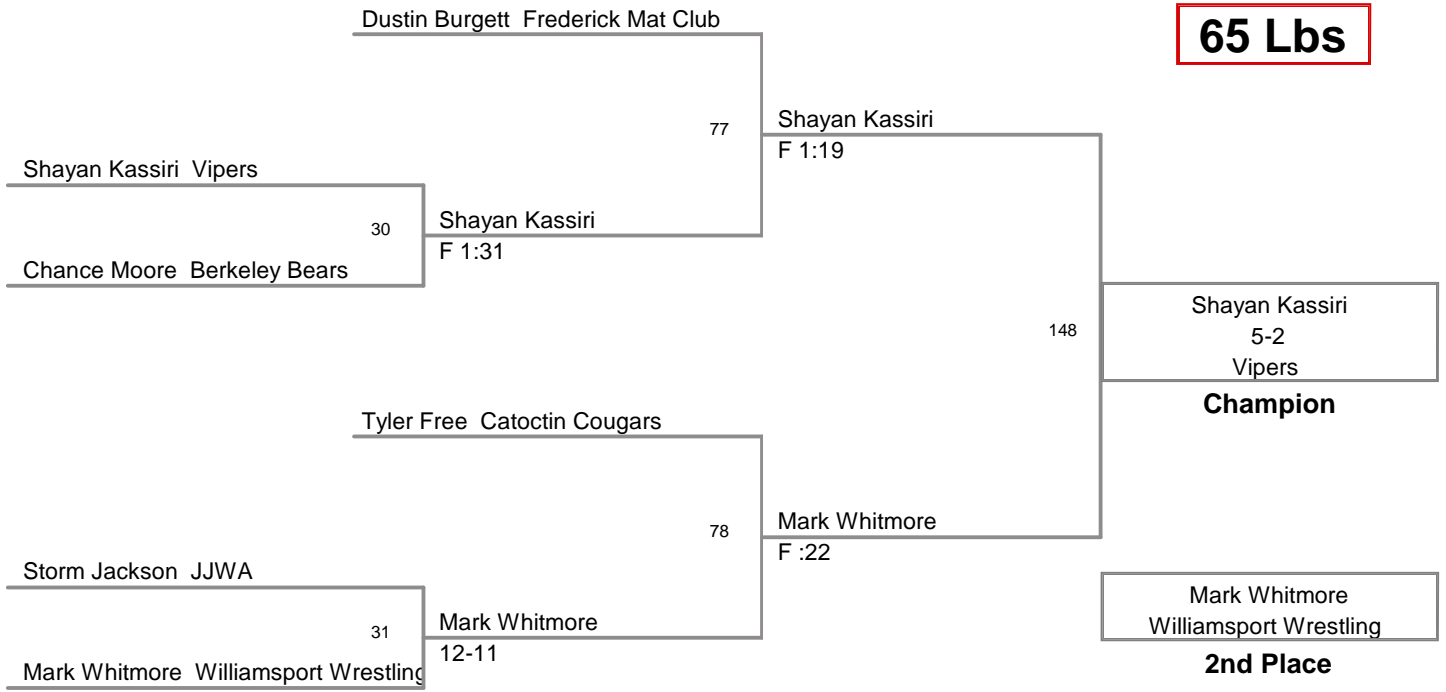 Dustin Burgett  Frederick Mat Club
65 Lbs
77
Shayan Kassiri
F 1:19
Shayan Kassiri  Vipers
30
Shayan Kassiri
F 1:31
Chance Moore  Berkeley Bears
148
Shayan Kassiri
5-2
Vipers
Champion
Tyler Free  Catoctin Cougars
78
Mark Whitmore
F :22
Storm Jackson  JJWA
31
Mark Whitmore
12-11
Mark Whitmore  Williamsport Wrestling
Mark Whitmore
Williamsport Wrestling
2nd Place